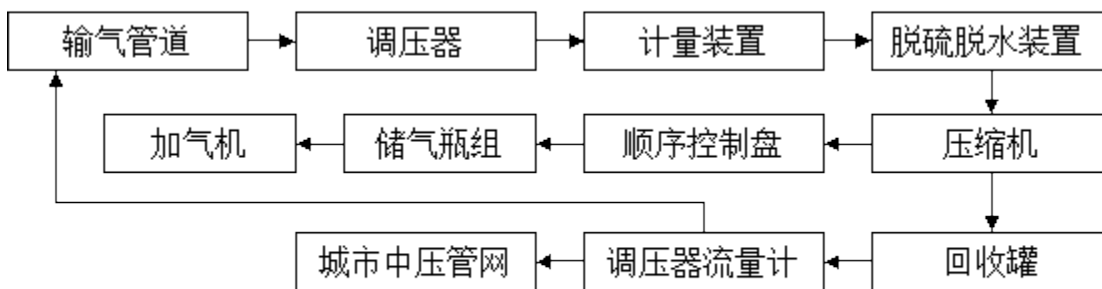 输气管道
调压器
计量装置
脱硫脱水装置
加气机
储气瓶组
顺序控制盘
压缩机
城市中压管网
调压器流量计
回收罐